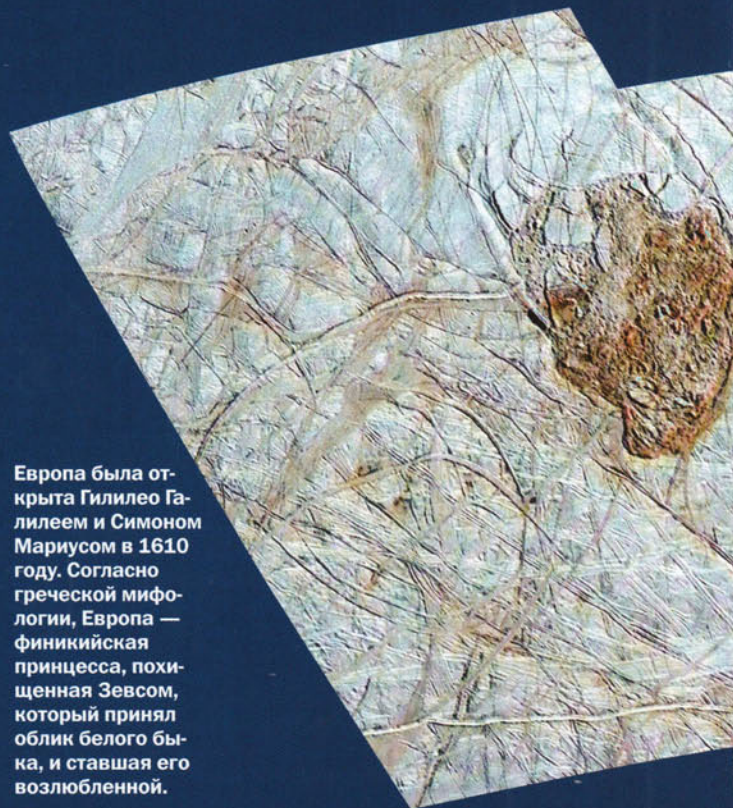 Европа была от-
крыта Гилилео Га-
лилеем и Симоном
Мариусом в 1610
году. Согласно
греческой мифо-
логии, Европа —
финикийская
принцесса, похи-
щенная Зевсом,
который принял
облик белого бы-
ка, и ставшая его
возлюбленной.